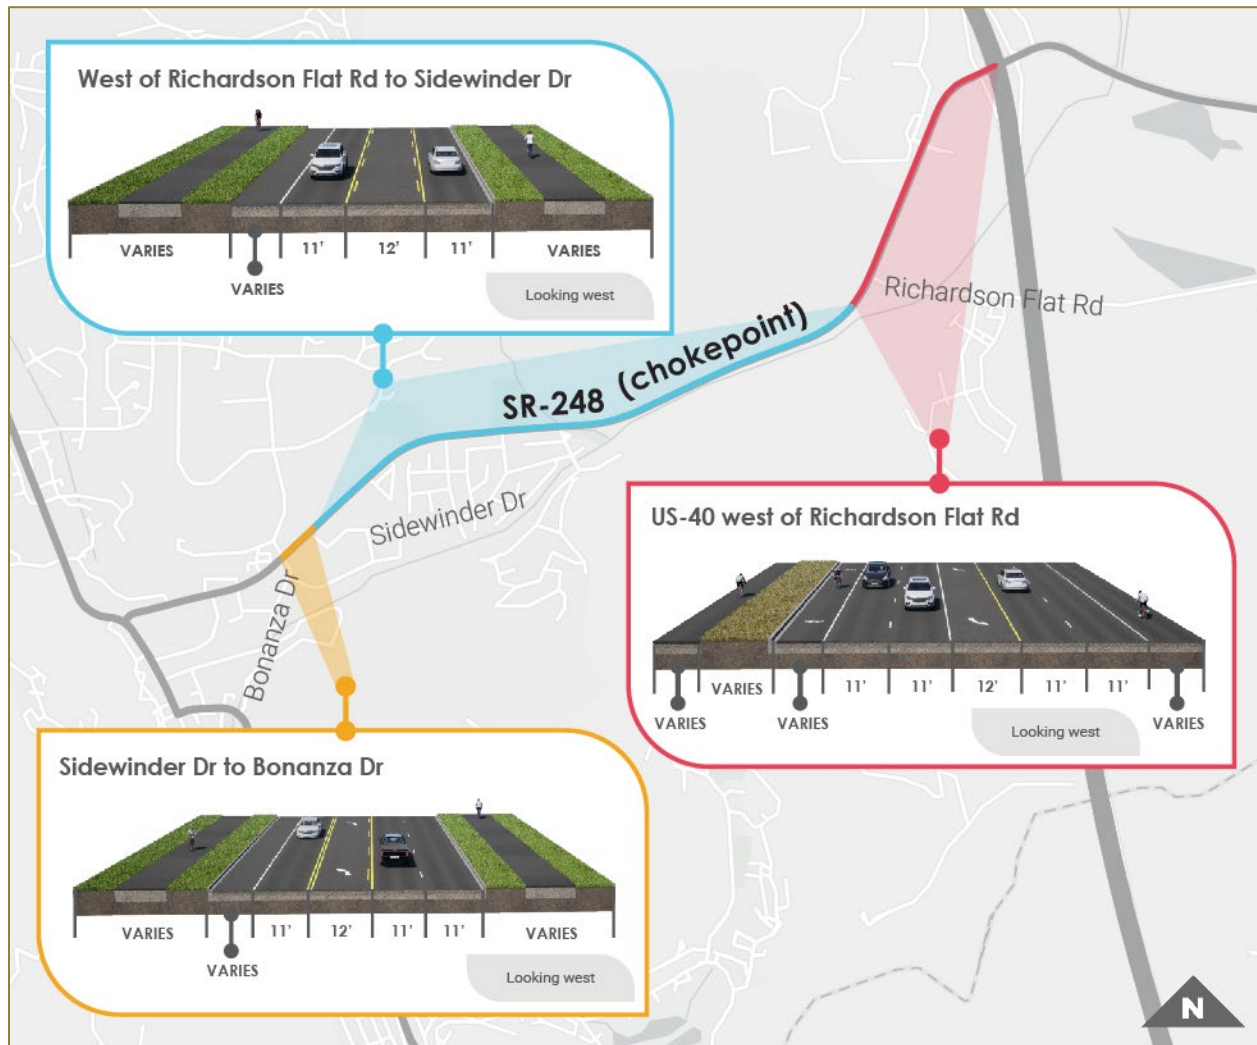 West of Richardson Flat Rd to Sidewinder Dr
VARIES
11'
12'
11'
VARIES
VARIES
Looking west
Richardson Flat Rd
SR-248 (chokepoint)
Sidewinder Dr
Bonanza Dr
US-40 west of Richardson Flat Rd
VARIES
11'
11'
12'
11'
11'
VARIES
VARIES
VARIES
Looking west
Sidewinder Dr to Bonanza Dr
VARIES
11'
12'
11'
11'
VARIES
VARIES
Looking west
N